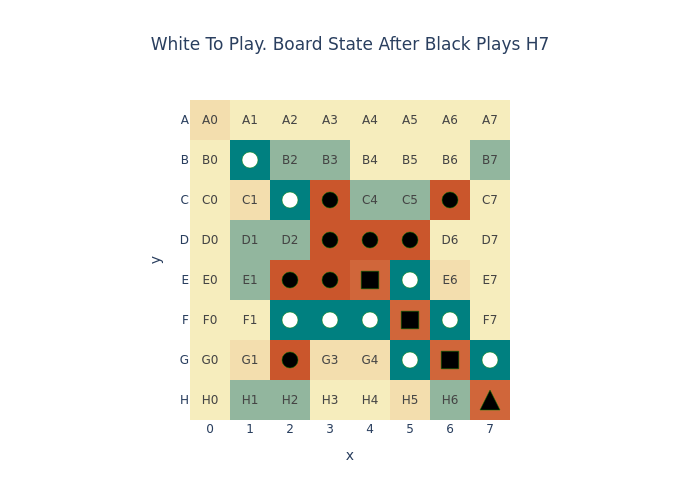 White To Play. Board State After Black Plays H7
A A0 A1 A2 A3 A4 A5 A6 A7
B B0 B2 B3 B4 B5 B6 B7
C C0 C1 C4 C5 C7
D D0 D1 D2 D6 D7
E E0 E1 E6 E7
F F0 F1 F7
G G0 G1 G3 G4
H H0 H1 H2 H3 H4 H5 H6
0 1 2 3 4 5 6 7
x
y